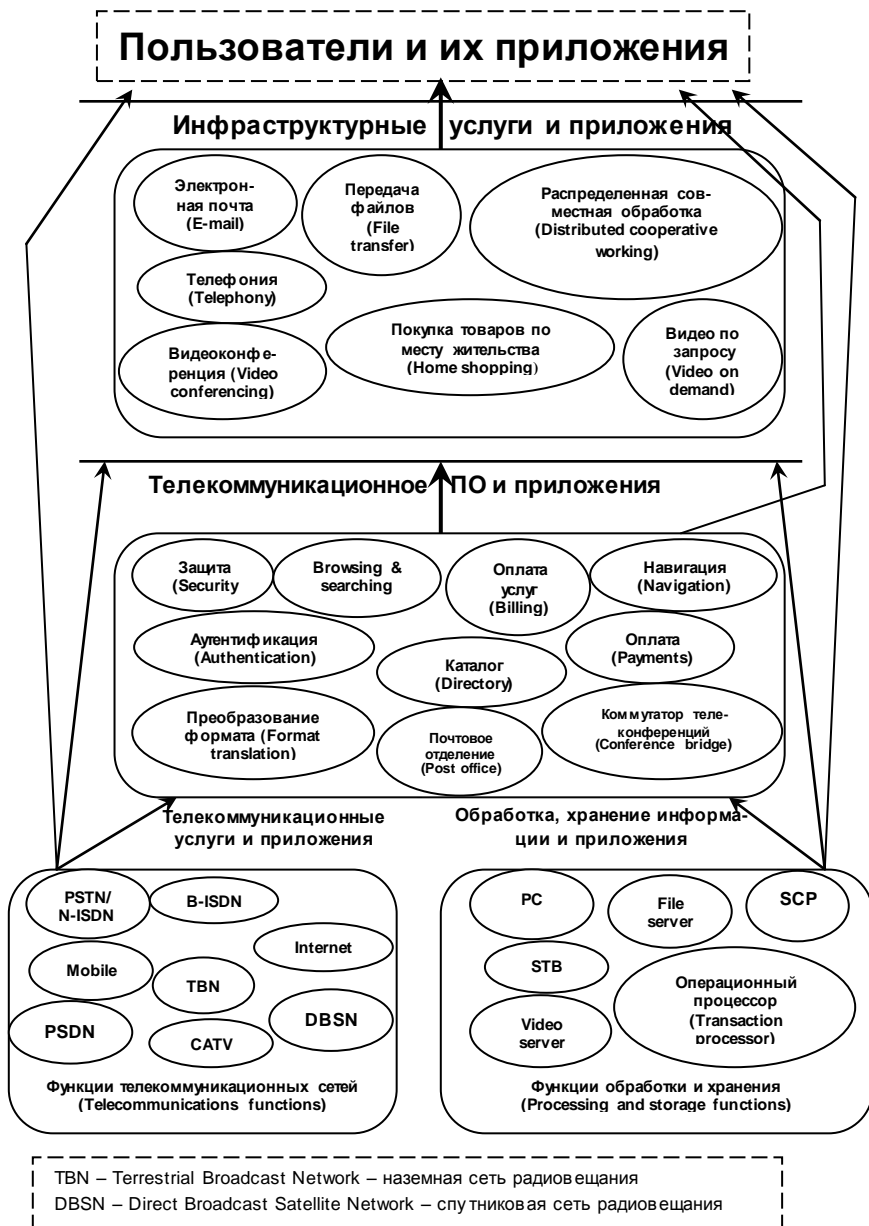 Пользователи и их приложения
Инфраструктурные услуги и приложения
Электрон-
ная почта
(E-mail)
Передача
файлов
(File
transfer)
Распределенная сов-
местная обработка
(Distributed cooperative
working)
Телефония
(Telephony)
Видеоконфе-
ренция (Video
conferencing)
Покупка товаров по
месту жительства
(Home shopping)
Видео по
запросу
(Video on
demand)
Телекоммуникационное ПО и приложения
Защита
(Security
Browsing &
searching
Оплата
услуг
(Billing)
Навигация
(Navigation)
Аутентификация
(Authentication)
Каталог
(Directory)
Оплата
(Payments)
Преобразование
формата (Format
translation)
Почтовое
отделение
(Post office)
Коммутатор теле-
конференций
(Conference bridge)
Телекоммуникационные
услуги и приложения
Обработка, хранение информа-
ции и приложения
PSTN/
N-ISDN
B-ISDN
Internet
Mobile
TBN
PSDN
CATV
DBSN
Функции телекоммуникационных сетей
(Telecommunications functions)
PC
File
server
SCP
STB
Операционный
процессор
(Transaction
processor)
Video
server
Функции обработки и хранения
(Processing and storage functions)
TBN – Terrestrial Broadcast Network – наземная сеть радиовещания
DBSN – Direct Broadcast Satellite Network – спутниковая сеть радиовещания